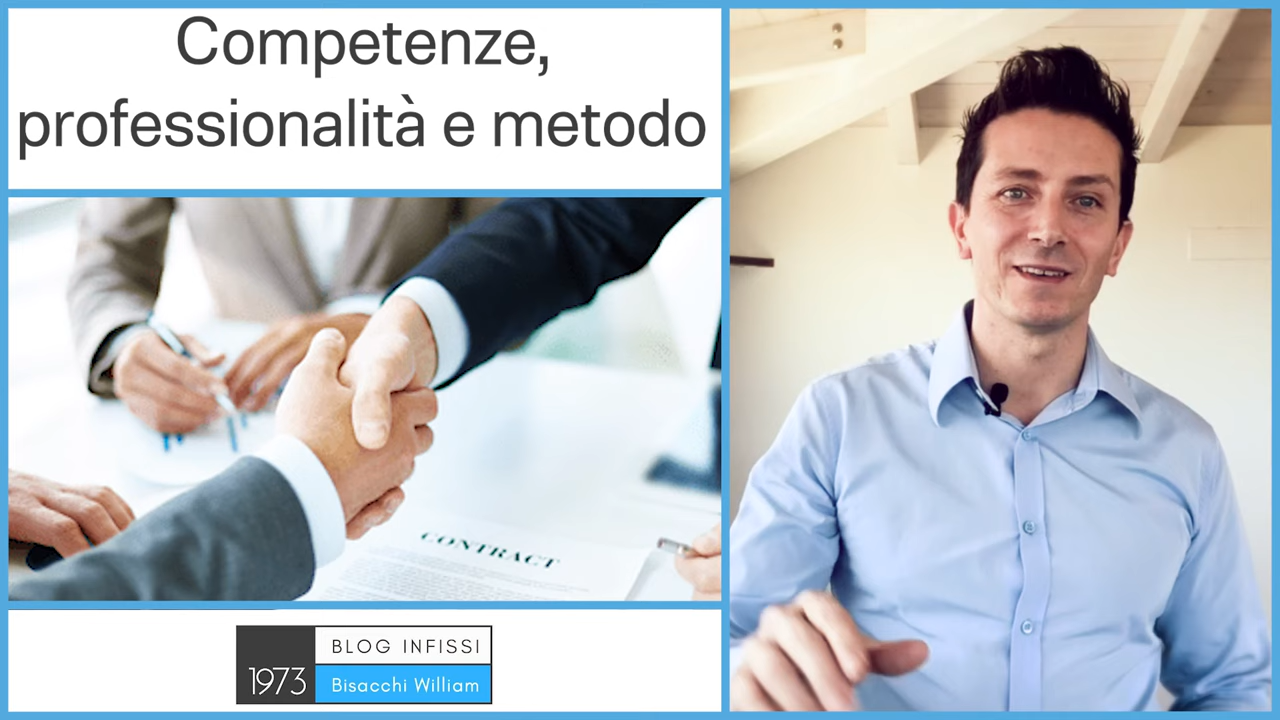 Competenze,
professionalità e metodo
CONTRACT
1973
BLOG INFISSI
Bisacchi William